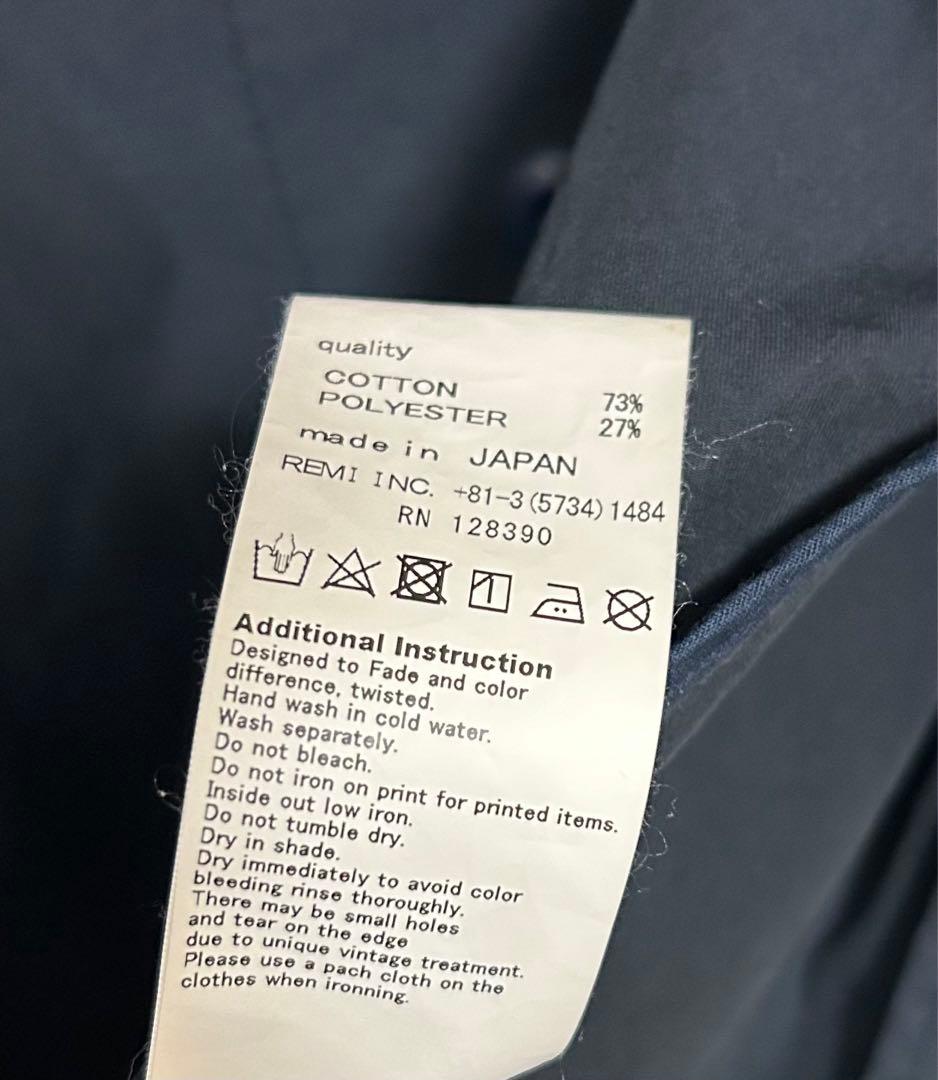 quality
COTTON 73%
POLYESTER 27%
made in JAPAN
REMI INC. +81-3(5734)1484
RN 128390
Additional Instruction
Designed to Fade and color
difference, twisted.
Hand wash in cold water.
Wash separately.
Do not bleach.
Do not iron on print for printed items.
Inside out low iron.
Do not tumble dry.
Dry in shade.
Dry immediately to avoid color
bleeding rinse thoroughly.
There may be small holes
and tear on the edge
due to unique vintage treatment.
Please use a pach cloth on the
clothes when ironning.